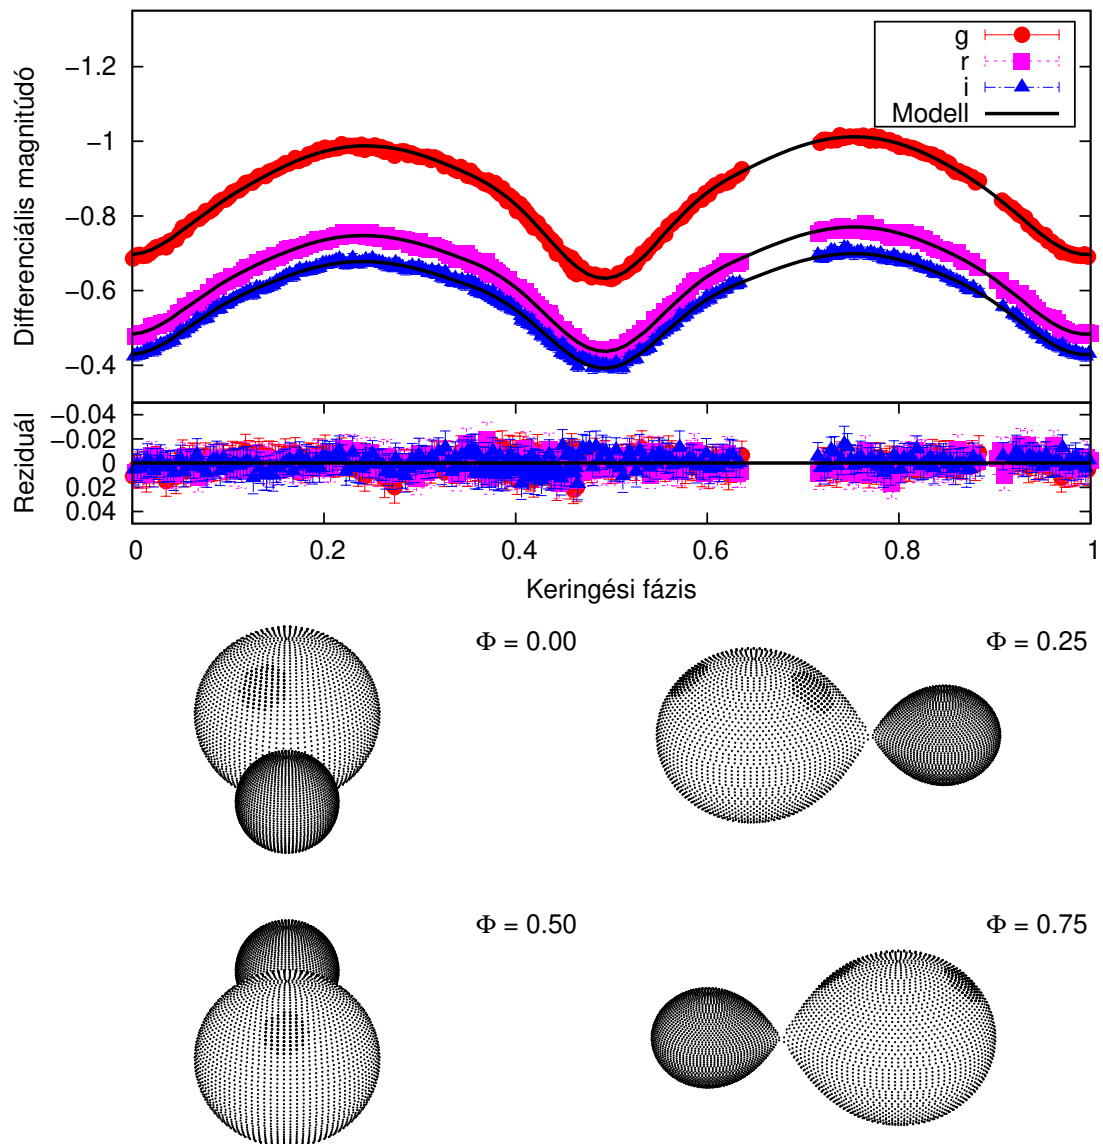 g
r
i
Modell
Differenciális magnitúdó
−1.2
−1
−0.8
−0.6
−0.4
Reziduál
−0.04
−0.02
0
0.02
0.04
0 0.2 0.4 0.6 0.8 1
Keringési fázis
Φ = 0.00
Φ = 0.25
Φ = 0.50
Φ = 0.75